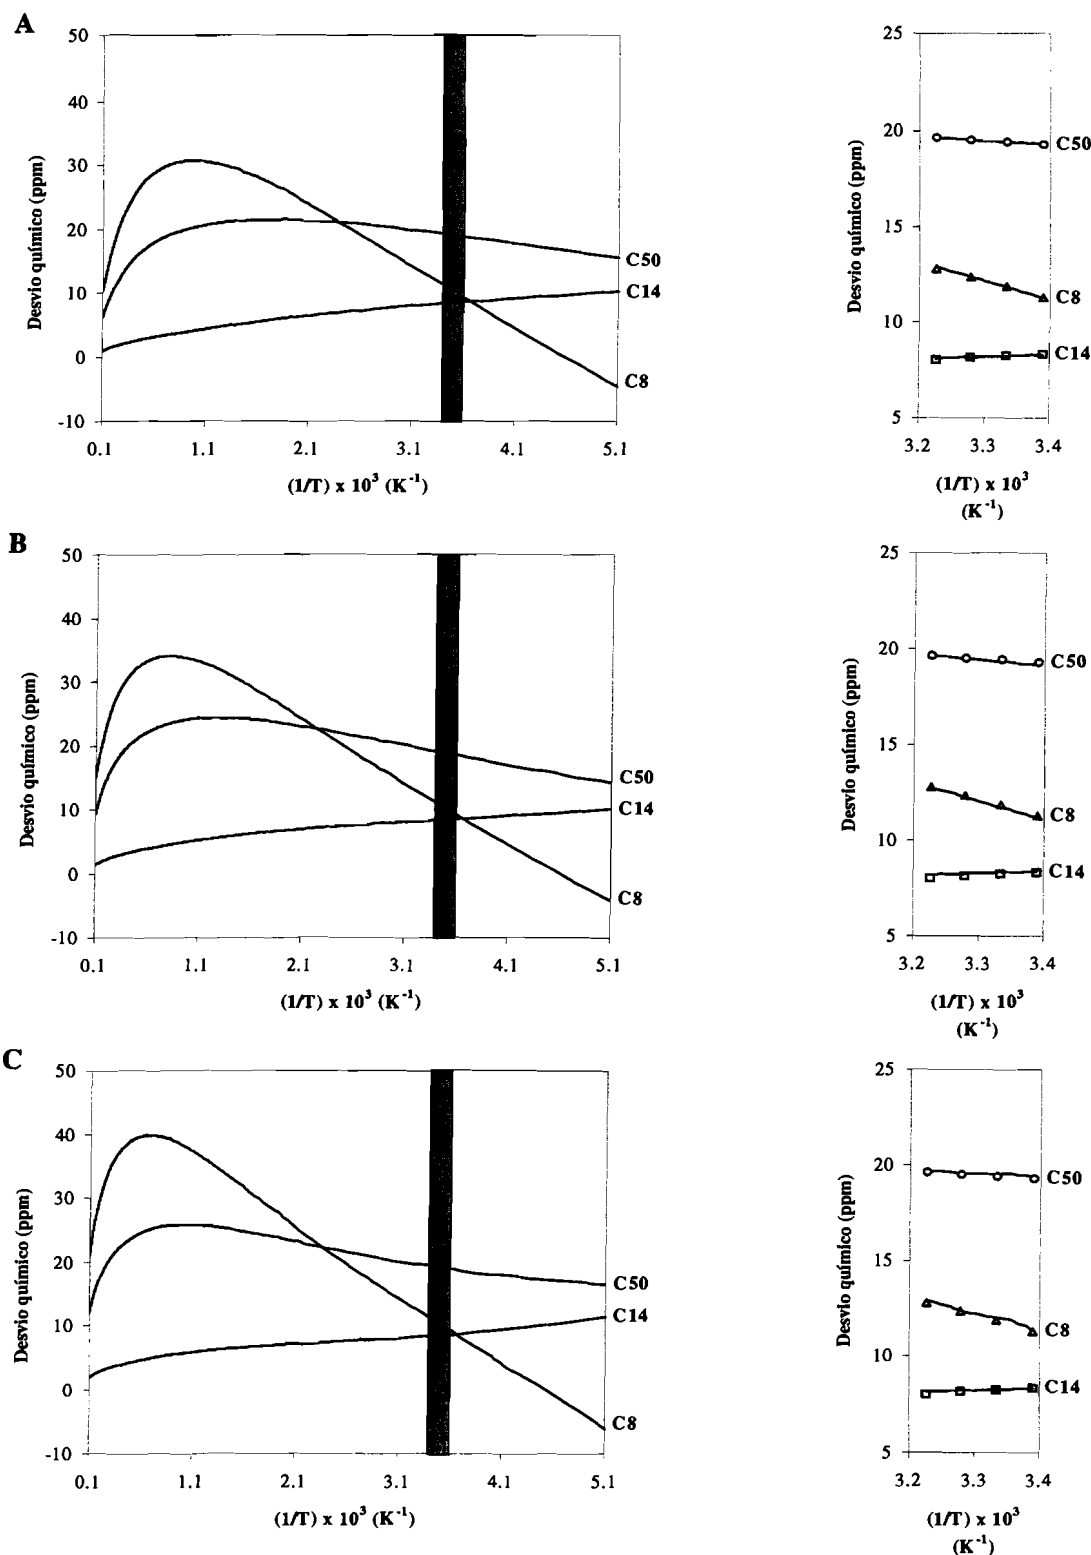 A
Desvio químico (ppm)
50
40
30
20
10
0
-10
C50
C14
C8
0.1 1.1 2.1 3.1 4.1 5.1
(1/T) x 10³ (K⁻¹)
Desvio químico (ppm)
25
20
15
10
5
C50
C8
C14
3.2 3.3 3.4
(1/T) x 10³
(K⁻¹)
B
Desvio químico (ppm)
50
40
30
20
10
0
-10
C50
C14
C8
0.1 1.1 2.1 3.1 4.1 5.1
(1/T) x 10³ (K⁻¹)
Desvio químico (ppm)
25
20
15
10
5
C50
C8
C14
3.2 3.3 3.4
(1/T) x 10³
(K⁻¹)
C
Desvio químico (ppm)
50
40
30
20
10
0
-10
C50
C14
C8
0.1 1.1 2.1 3.1 4.1 5.1
(1/T) x 10³ (K⁻¹)
Desvio químico (ppm)
25
20
15
10
5
C50
C8
C14
3.2 3.3 3.4
(1/T) x 10³
(K⁻¹)